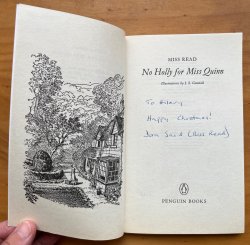 MISS READ
No Holly for Miss Quinn
Illustrations by J. S. Goodall
To Hilary,
Happy Christmas!
Dora Saint (Miss Read)
PENGUIN BOOKS